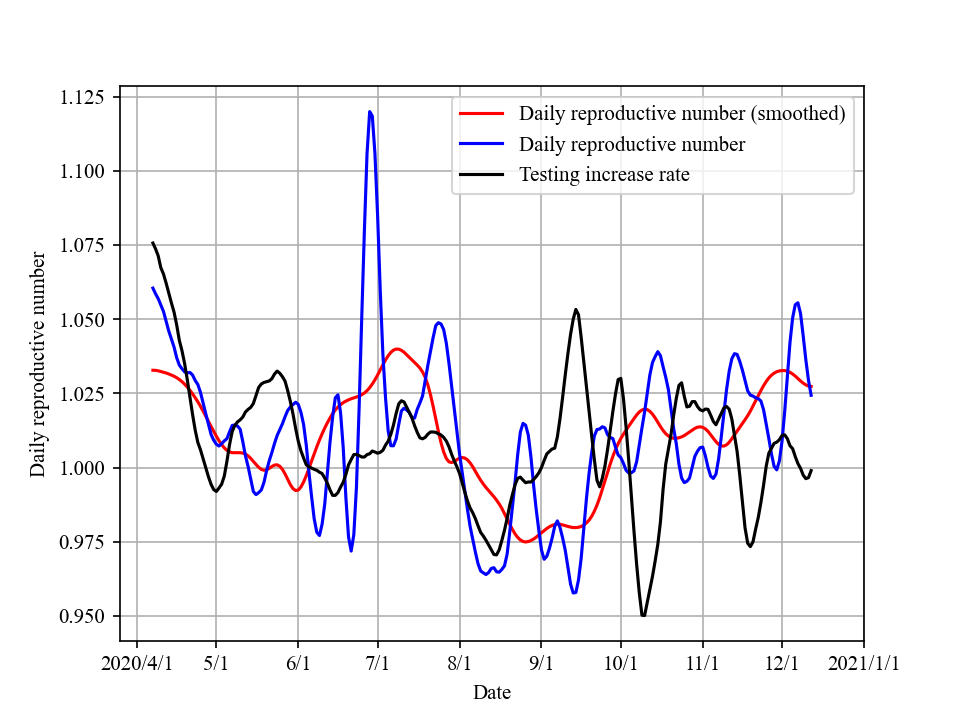 Daily reproductive number (smoothed)
Daily reproductive number
Testing increase rate
Daily reproductive number
1.125
1.100
1.075
1.050
1.025
1.000
0.975
0.950
2020/4/1 5/1 6/1 7/1 8/1 9/1 10/1 11/1 12/1 2021/1/1
Date